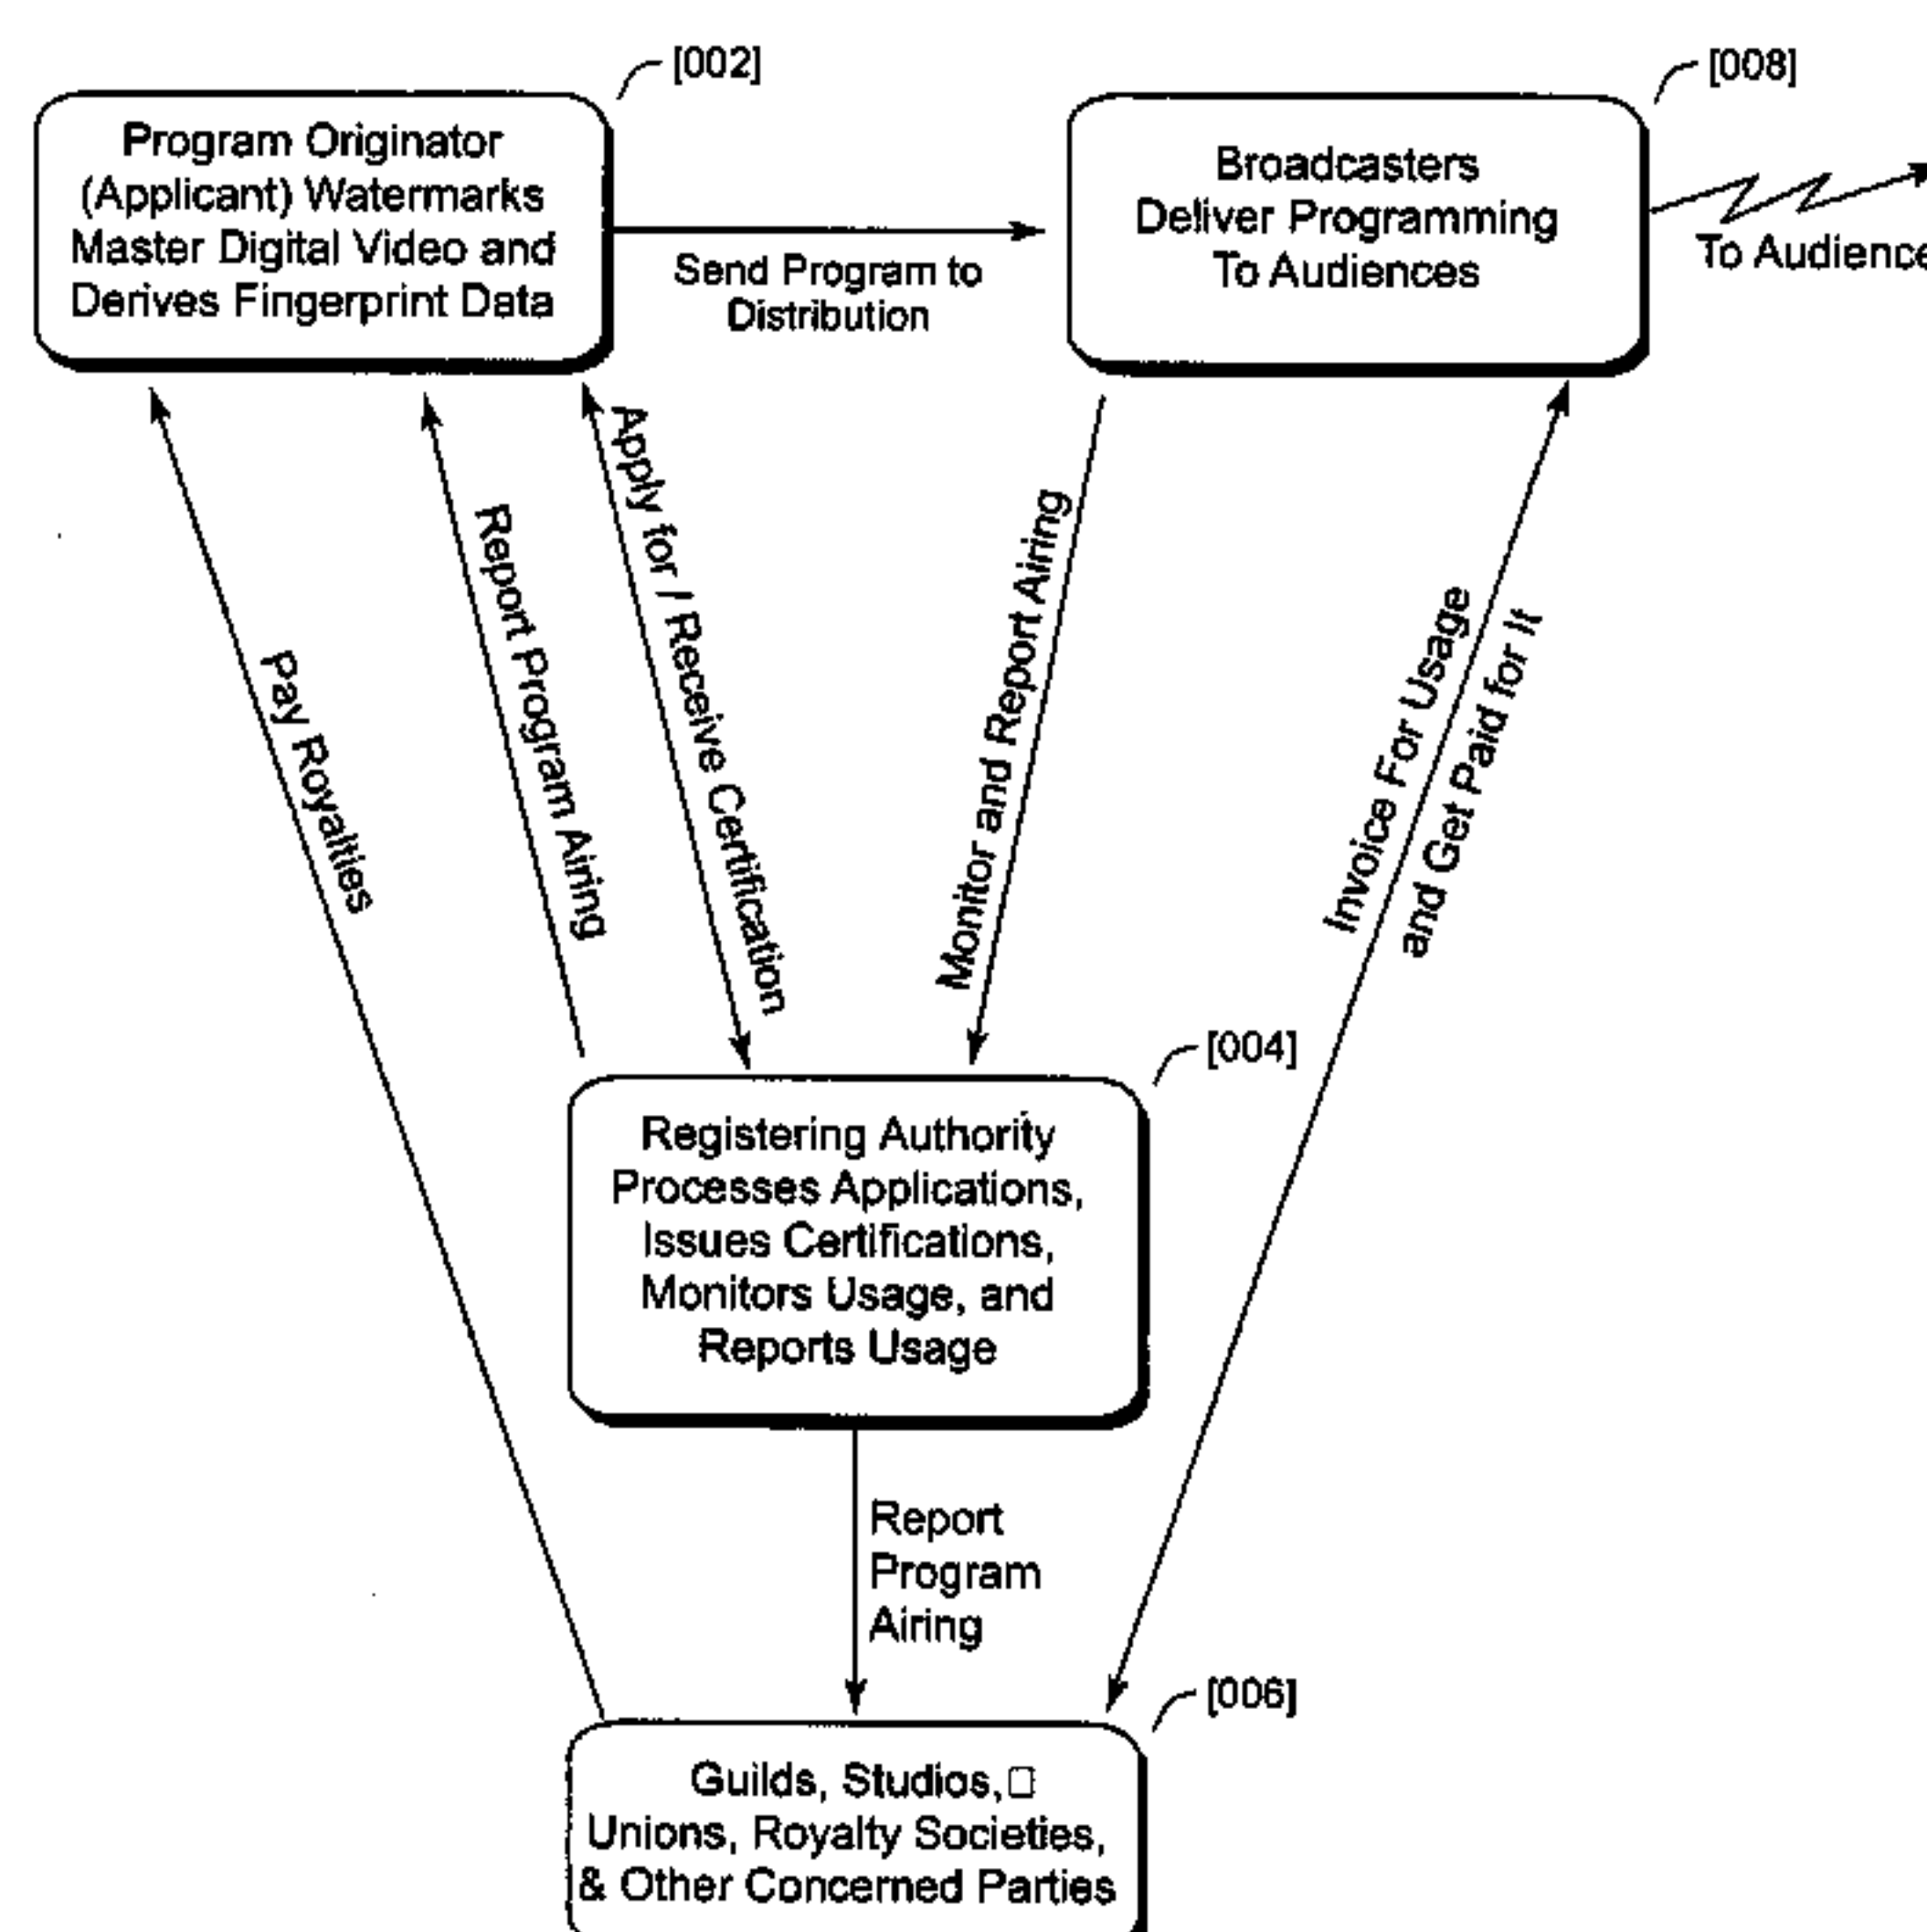 [002]
Program Originator
(Applicant) Watermarks
Master Digital Video and
Derives Fingerprint Data
Send Program to
Distribution
[008]
Broadcasters
Deliver Programming
To Audiences
To Audience
Pay Royalties
Report Program Airing
Apply for / Receive Certification
Monitor and Report Airing
Invoice For Usage
and Get Paid for It
[004]
Registering Authority
Processes Applications,
Issues Certifications,
Monitors Usage, and
Reports Usage
Report
Program
Airing
[006]
Guilds, Studios,□
Unions, Royalty Societies,
& Other Concerned Parties